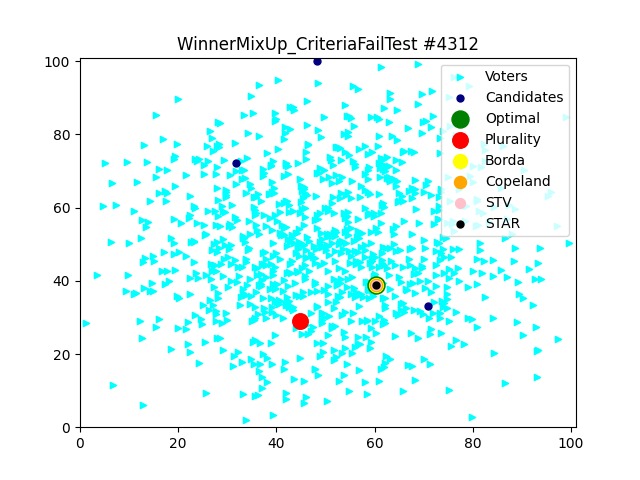 WinnerMixUp_CriteriaFailTest #4312
100
80
60
40
20
0
0 20 40 60 80 100
Voters
Candidates
Optimal
Plurality
Borda
Copeland
STV
STAR